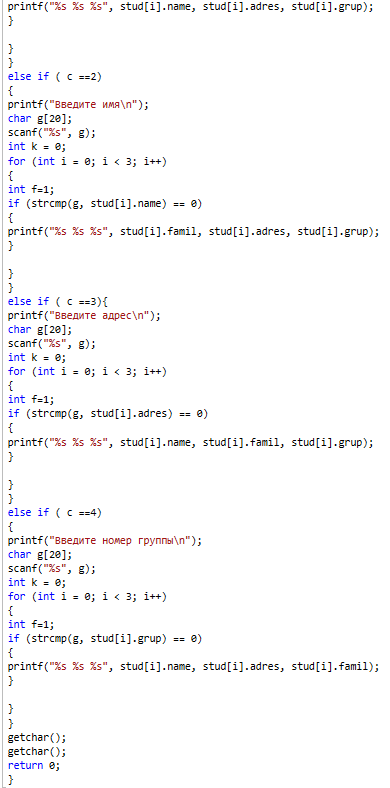 printf("%s %s %s", stud[i].name, stud[i].adres, stud[i].grup);
}
}
}
else if ( c ==2)
{
printf("Введите имя\n");
char g[20];
scanf("%s", g);
int k = 0;
for (int i = 0; i < 3; i++)
{
int f=1;
if (strcmp(g, stud[i].name) == 0)
{
printf("%s %s %s", stud[i].famil, stud[i].adres, stud[i].grup);
}
}
}
else if ( c ==3){
printf("Введите адрес\n");
char g[20];
scanf("%s", g);
int k = 0;
for (int i = 0; i < 3; i++)
{
int f=1;
if (strcmp(g, stud[i].adres) == 0)
{
printf("%s %s %s", stud[i].name, stud[i].famil, stud[i].grup);
}
}
}
else if ( c ==4)
{
printf("Введите номер группы\n");
char g[20];
scanf("%s", g);
int k = 0;
for (int i = 0; i < 3; i++)
{
int f=1;
if (strcmp(g, stud[i].grup) == 0)
{
printf("%s %s %s", stud[i].name, stud[i].adres, stud[i].famil);
}
}
}
getchar();
getchar();
return 0;
}